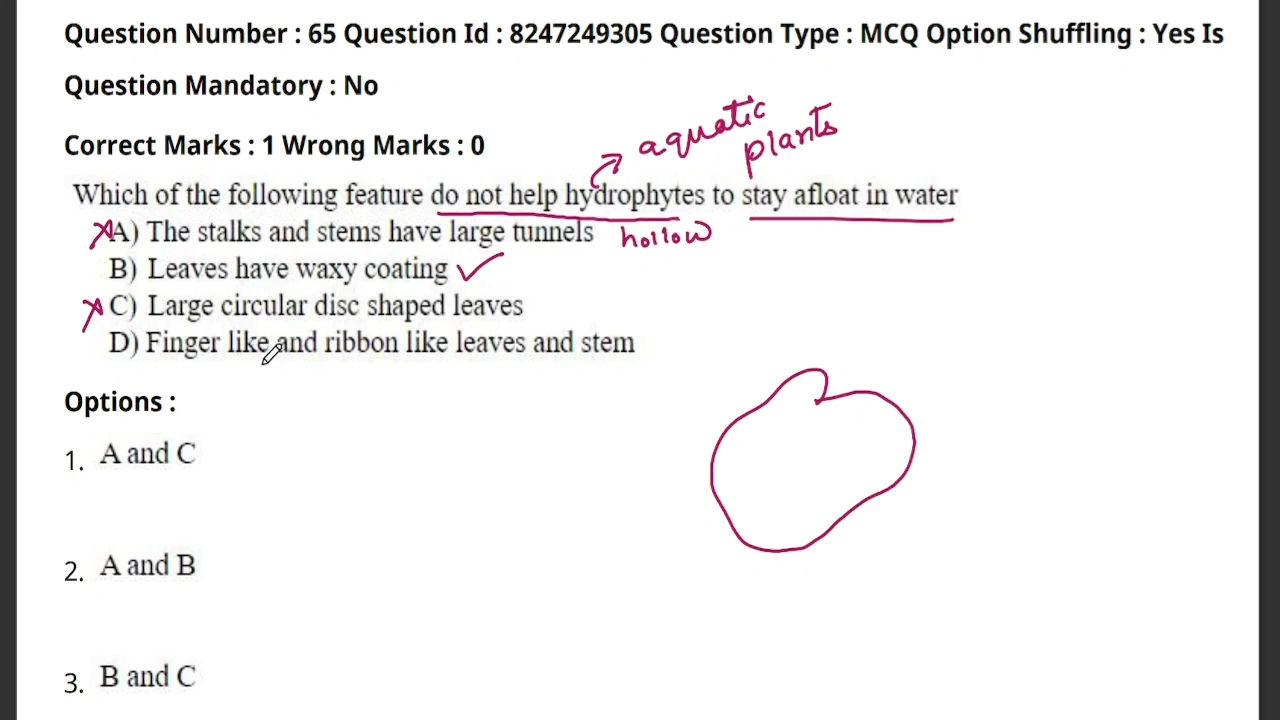 Question Number : 65 Question Id : 8247249305 Question Type : MCQ Option Shuffling : Yes Is
Question Mandatory : No
aquatic
plants
Correct Marks : 1 Wrong Marks : 0
Which of the following feature do not help hydrophytes to stay afloat in water
A) The stalks and stems have large tunnels hollow
B) Leaves have waxy coating
C) Large circular disc shaped leaves
D) Finger like and ribbon like leaves and stem
Options :
1. A and C
2. A and B
3. B and C